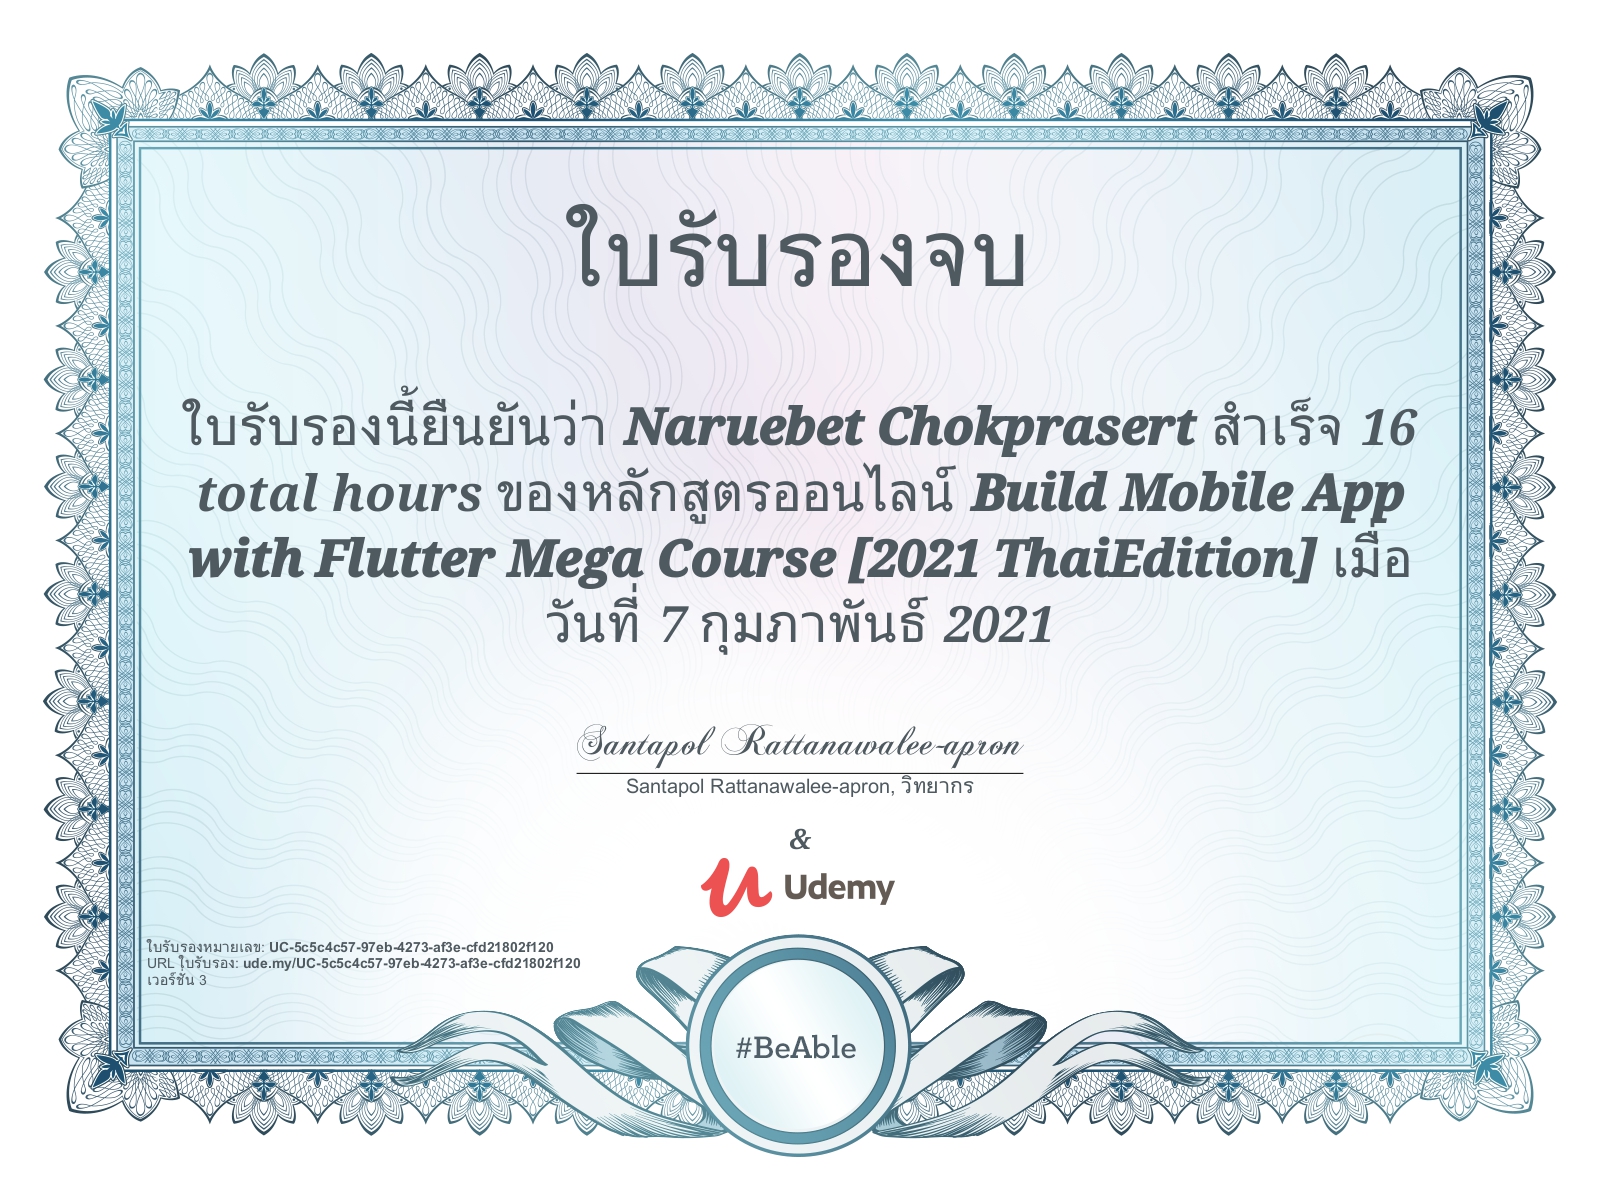 ใบรับรองจบ
ใบรับรองนี้ยืนยันว่า Naruebet Chokprasert สำเร็จ 16
total hours ของหลักสูตรออนไลน์ Build Mobile App
with Flutter Mega Course [2021 ThaiEdition] เมื่อ
วันที่ 7 กุมภาพันธ์ 2021
Santapol Rattanawalee-apron
Santapol Rattanawalee-apron, วิทยากร
&
Udemy
ใบรับรองหมายเลข: UC-5c5c4c57-97eb-4273-af3e-cfd21802f120
URL ใบรับรอง: ude.my/UC-5c5c4c57-97eb-4273-af3e-cfd21802f120
เวอร์ชัน 3
#BeAble